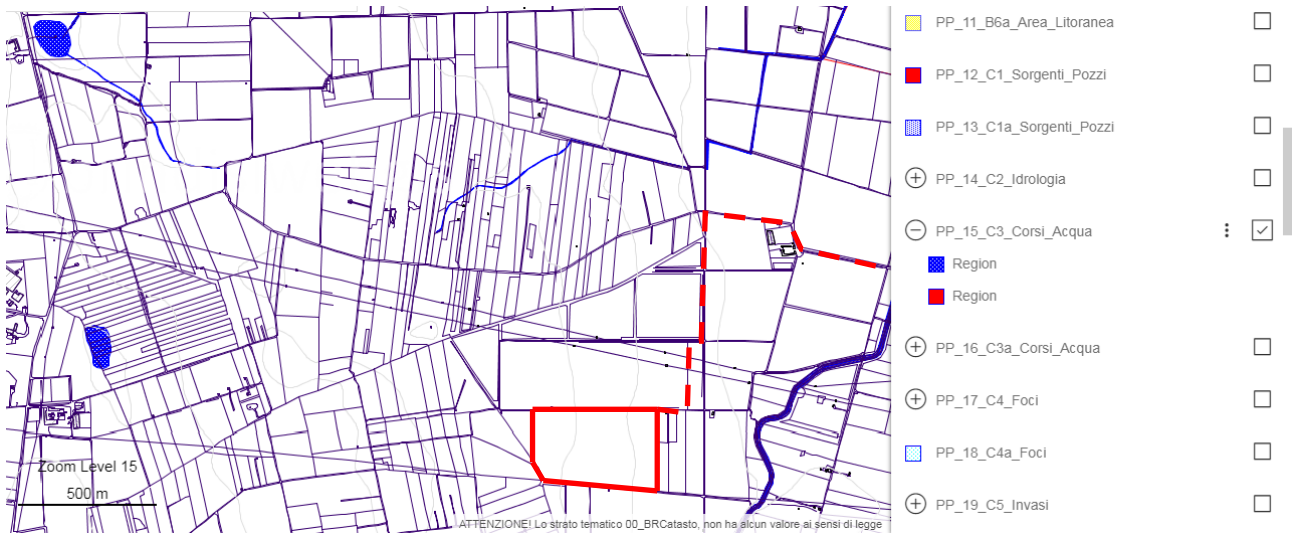 PP_11_B6a_Area_Litoranea
PP_12_C1_Sorgenti_Pozzi
PP_13_C1a_Sorgenti_Pozzi
PP_14_C2_Idrologia
PP_15_C3_Corsi_Acqua
Region
Region
PP_16_C3a_Corsi_Acqua
PP_17_C4_Foci
PP_18_C4a_Foci
PP_19_C5_Invasi
Zoom Level 15
500 m
ATTENZIONE! Lo strato tematico 00_BRCatasto, non ha alcun valore ai sensi di legge